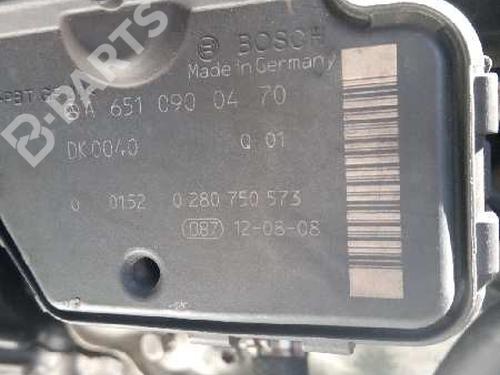 B-PARTS
BOSCH
Made in Germany
>PBT
A 651 090 04 70
DK0040 Q 01
0 0152 0 280 750 573
087 12-08-08